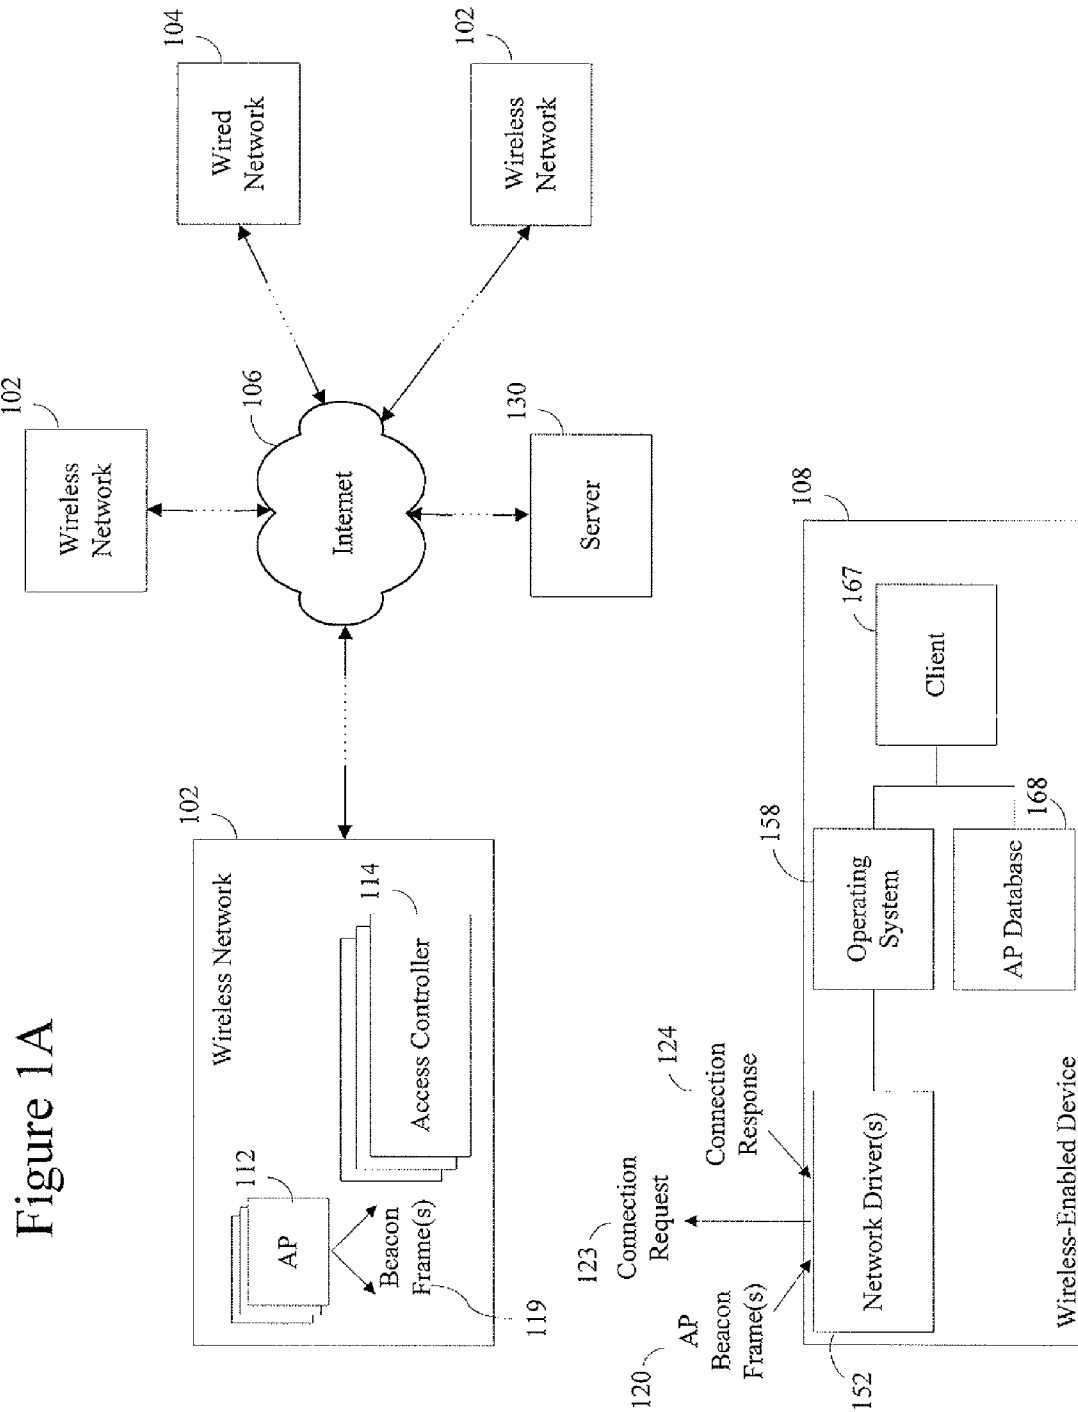 Figure 1A
Wireless Network
102
AP
112
Beacon
Frame(s)
119
Access Controller
114
Wireless
Network
102
Internet
106
Wired
Network
104
Wireless
Network
102
Server
130
120
AP
Beacon
Frame(s)
123
Connection
Request
124
Connection
Response
Network Driver(s)
152
Operating
System
158
AP Database
168
Client
167
108
Wireless-Enabled Device